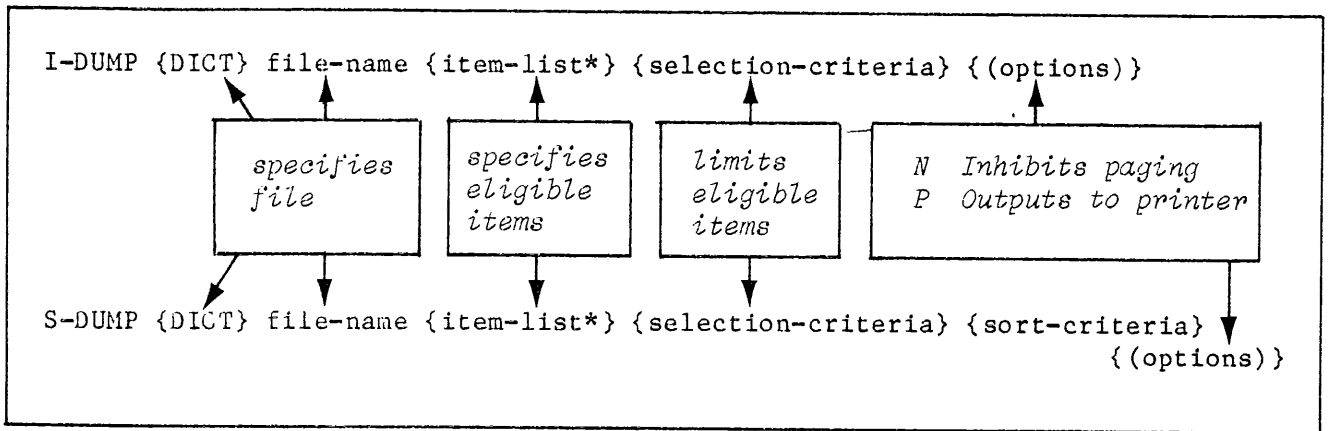 I-DUMP {DICT} file-name {item-list*} {selection-criteria} {(options)}
specifies
file
specifies
eligible
items
limits
eligible
items
N Inhibits paging
P Outputs to printer
S-DUMP {DICT} file-name {item-list*} {selection-criteria} {sort-criteria}
{(options)}